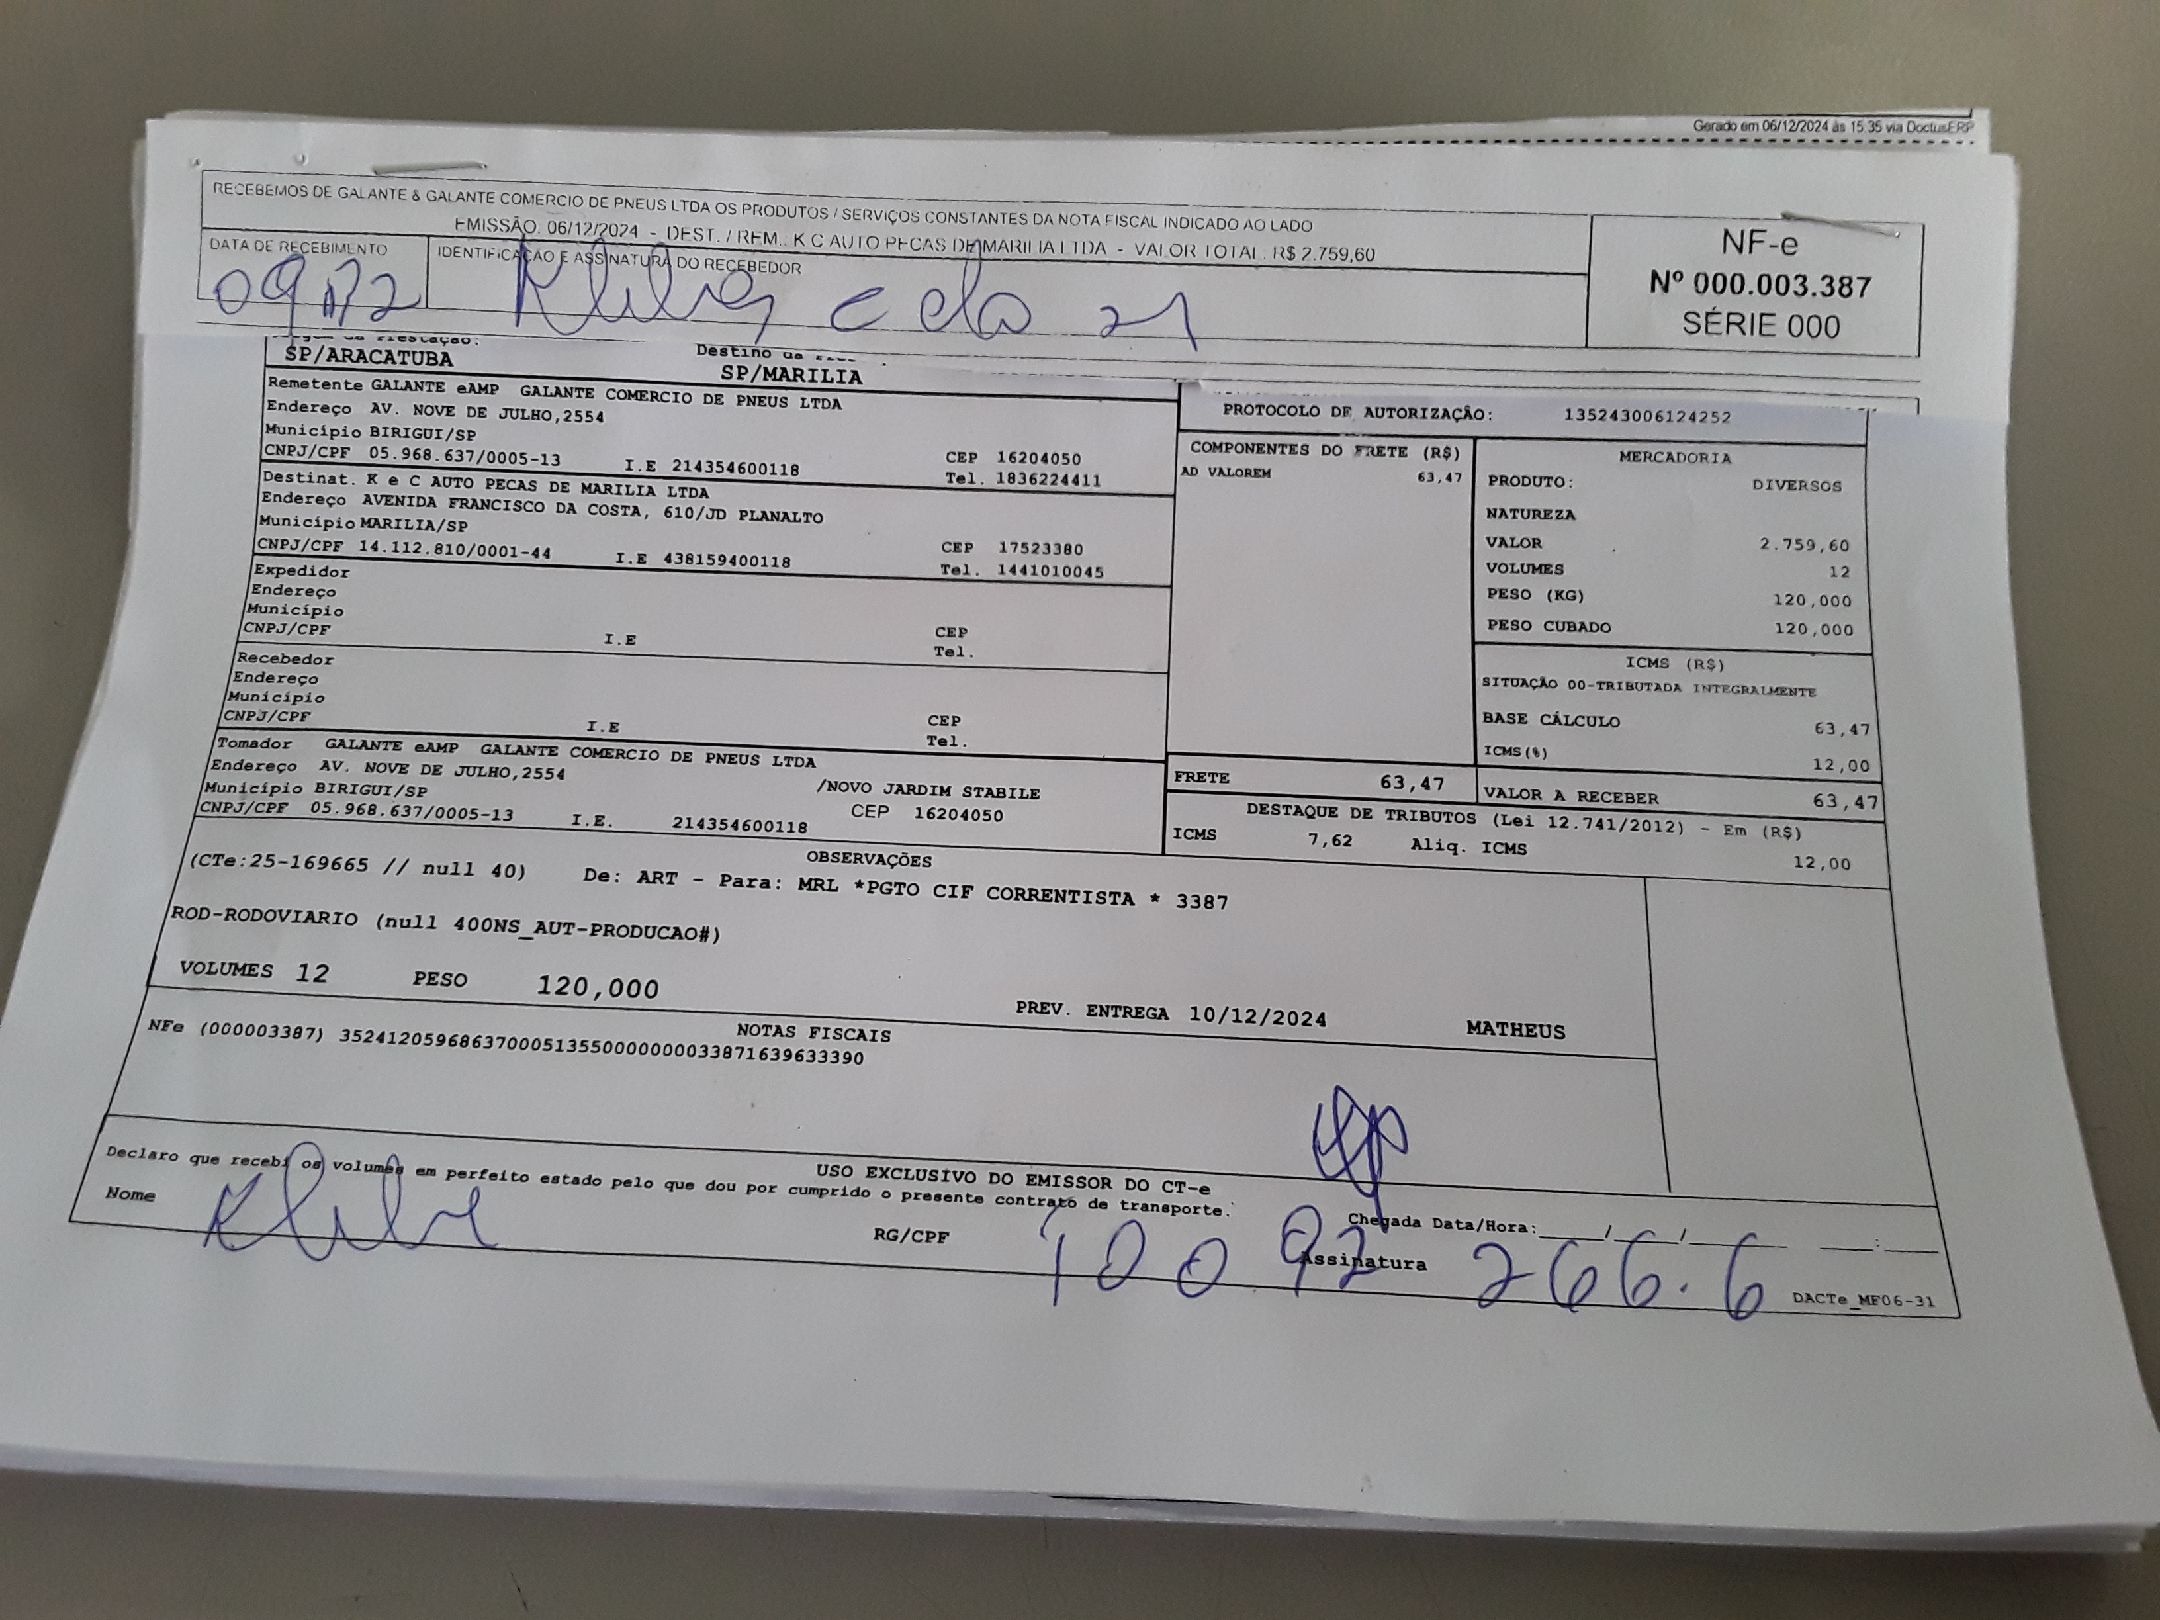 Gerado em 06/12/2024 às 15:35 via DoctusERP
RECEBEMOS DE GALANTE & GALANTE COMERCIO DE PNEUS LTDA OS PRODUTOS / SERVIÇOS CONSTANTES DA NOTA FISCAL INDICADO AO LADO
EMISSÃO: 06/12/2024 - DEST. / REM.: K C AUTO PECAS DE MARILIA LTDA - VALOR TOTAL: R$ 2.759,60
DATA DE RECEBIMENTO
IDENTIFICAÇÃO E ASSINATURA DO RECEBEDOR
NF-e
Nº 000.003.387
SÉRIE 000
SP/ARACATUBA
Destino da
SP/MARILIA
Remetente GALANTE eAMP GALANTE COMERCIO DE PNEUS LTDA
Endereço AV. NOVE DE JULHO,2554
Município BIRIGUI/SP
CNPJ/CPF 05.968.637/0005-13 I.E 214354600118
CEP 16204050
Tel. 1836224411
Destinat. K e C AUTO PECAS DE MARILIA LTDA
Endereço AVENIDA FRANCISCO DA COSTA, 610/JD PLANALTO
Município MARILIA/SP
CNPJ/CPF 14.112.810/0001-44 I.E 438159400118
CEP 17523380
Tel. 1441010045
Expedidor
Endereço
Município
CNPJ/CPF I.E
CEP
Tel.
Recebedor
Endereço
Município
CNPJ/CPF I.E
CEP
Tel.
Tomador GALANTE eAMP GALANTE COMERCIO DE PNEUS LTDA
Endereço AV. NOVE DE JULHO,2554 /NOVO JARDIM STABILE
Município BIRIGUI/SP CEP 16204050
CNPJ/CPF 05.968.637/0005-13 I.E. 214354600118
PROTOCOLO DE AUTORIZAÇÃO: 135243006124252
COMPONENTES DO FRETE (R$)
AD VALOREM 63,47
MERCADORIA
PRODUTO: DIVERSOS
NATUREZA
VALOR 2.759,60
VOLUMES 12
PESO (KG) 120,000
PESO CUBADO 120,000
ICMS (R$)
SITUAÇÃO 00-TRIBUTADA INTEGRALMENTE
BASE CÁLCULO 63,47
ICMS(%) 12,00
FRETE 63,47
VALOR A RECEBER 63,47
DESTAQUE DE TRIBUTOS (Lei 12.741/2012) - Em (R$)
ICMS 7,62 Aliq. ICMS 12,00
OBSERVAÇÕES
(CTe:25-169665 // null 40) De: ART - Para: MRL *PGTO CIF CORRENTISTA * 3387
ROD-RODOVIARIO (null 400NS_AUT-PRODUCAO#)
VOLUMES 12 PESO 120,000
PREV. ENTREGA 10/12/2024 MATHEUS
NOTAS FISCAIS
NFe (000003387) 35241205968637000513550000000033871639633390
USO EXCLUSIVO DO EMISSOR DO CT-e
Declaro que recebi os volumes em perfeito estado pelo que dou por cumprido o presente contrato de transporte.
Chegada Data/Hora:____/____/____ ____:____
Nome
RG/CPF
Assinatura
266.6
DACTe_MF06-31